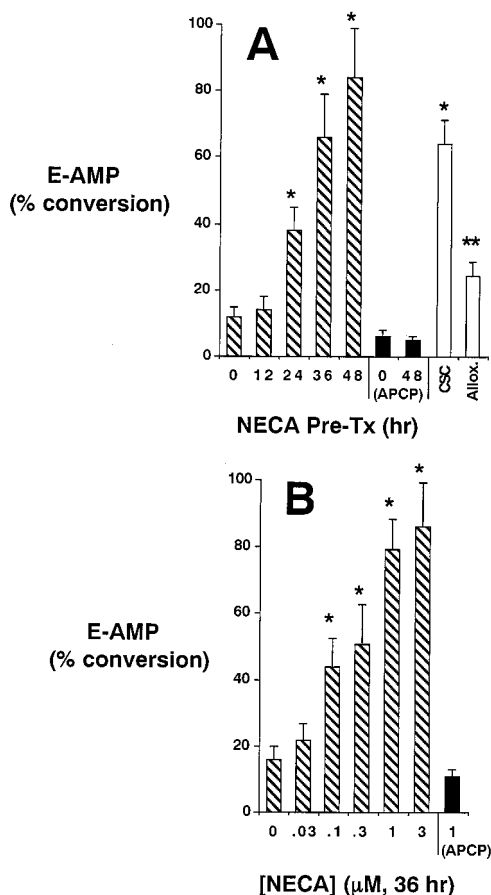 A
100
80
60
40
20
0
E-AMP
(% conversion)
*
*
*
*
**
0 12 24 36 48 0 48 CSC Allox.
(APCP)
NECA Pre-Tx (hr)
B
100
80
60
40
20
0
E-AMP
(% conversion)
*
*
*
*
0 .03 .1 .3 1 3 1
(APCP)
[NECA] (μM, 36 hr)